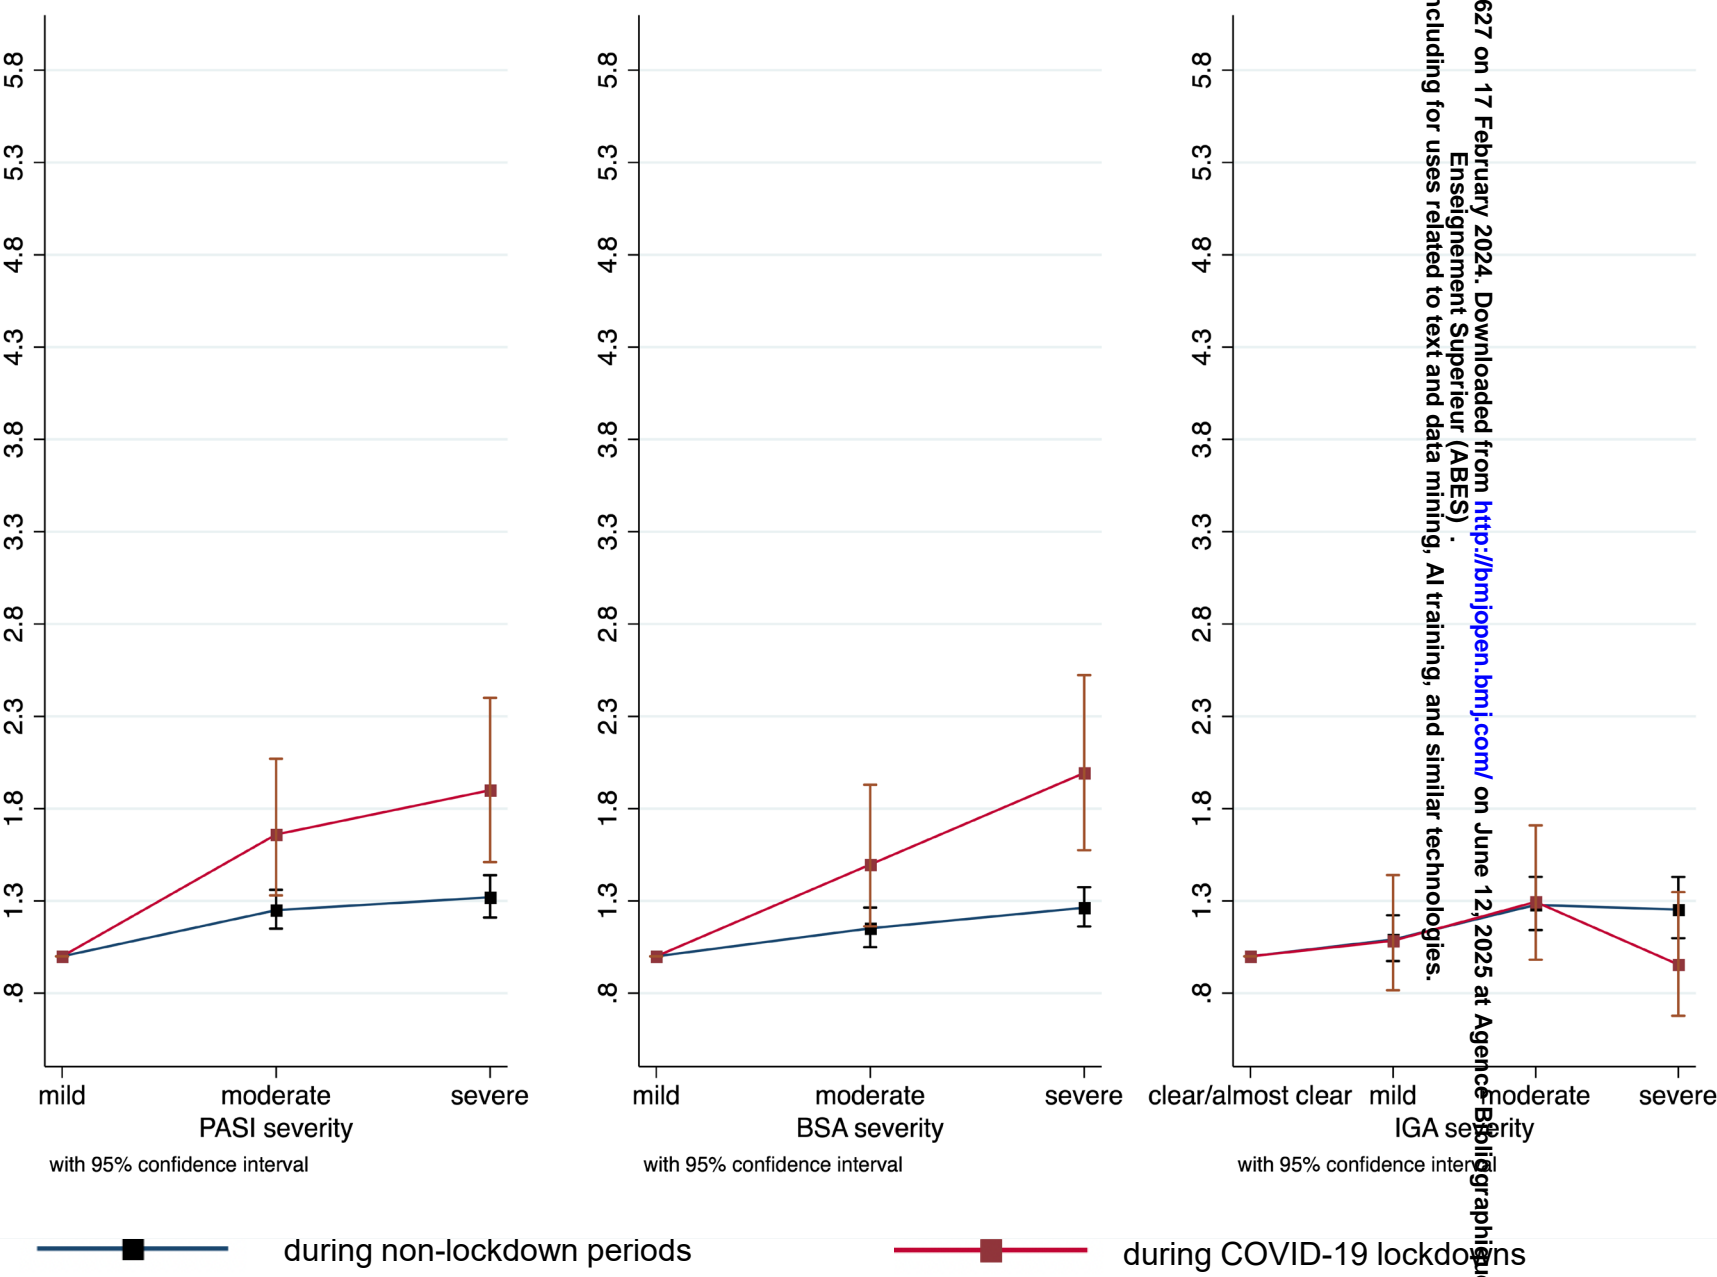 5.8
5.3
4.8
4.3
3.8
3.3
2.8
2.3
1.8
1.3
.8
mild moderate severe
PASI severity
with 95% confidence interval
5.8
5.3
4.8
4.3
3.8
3.3
2.8
2.3
1.8
1.3
.8
mild moderate severe
BSA severity
with 95% confidence interval
5.8
5.3
4.8
4.3
3.8
3.3
2.8
2.3
1.8
1.3
.8
clear/almost clear mild moderate severe
IGA severity
with 95% confidence interval
during non-lockdown periods
during COVID-19 lockdowns
627 on 17 February 2024. Downloaded from http://bmjopen.bmj.com/ on June 12, 2025 at Agence Bibliographique
Enseignement Superieur (ABES) .
including for uses related to text and data mining, AI training, and similar technologies.